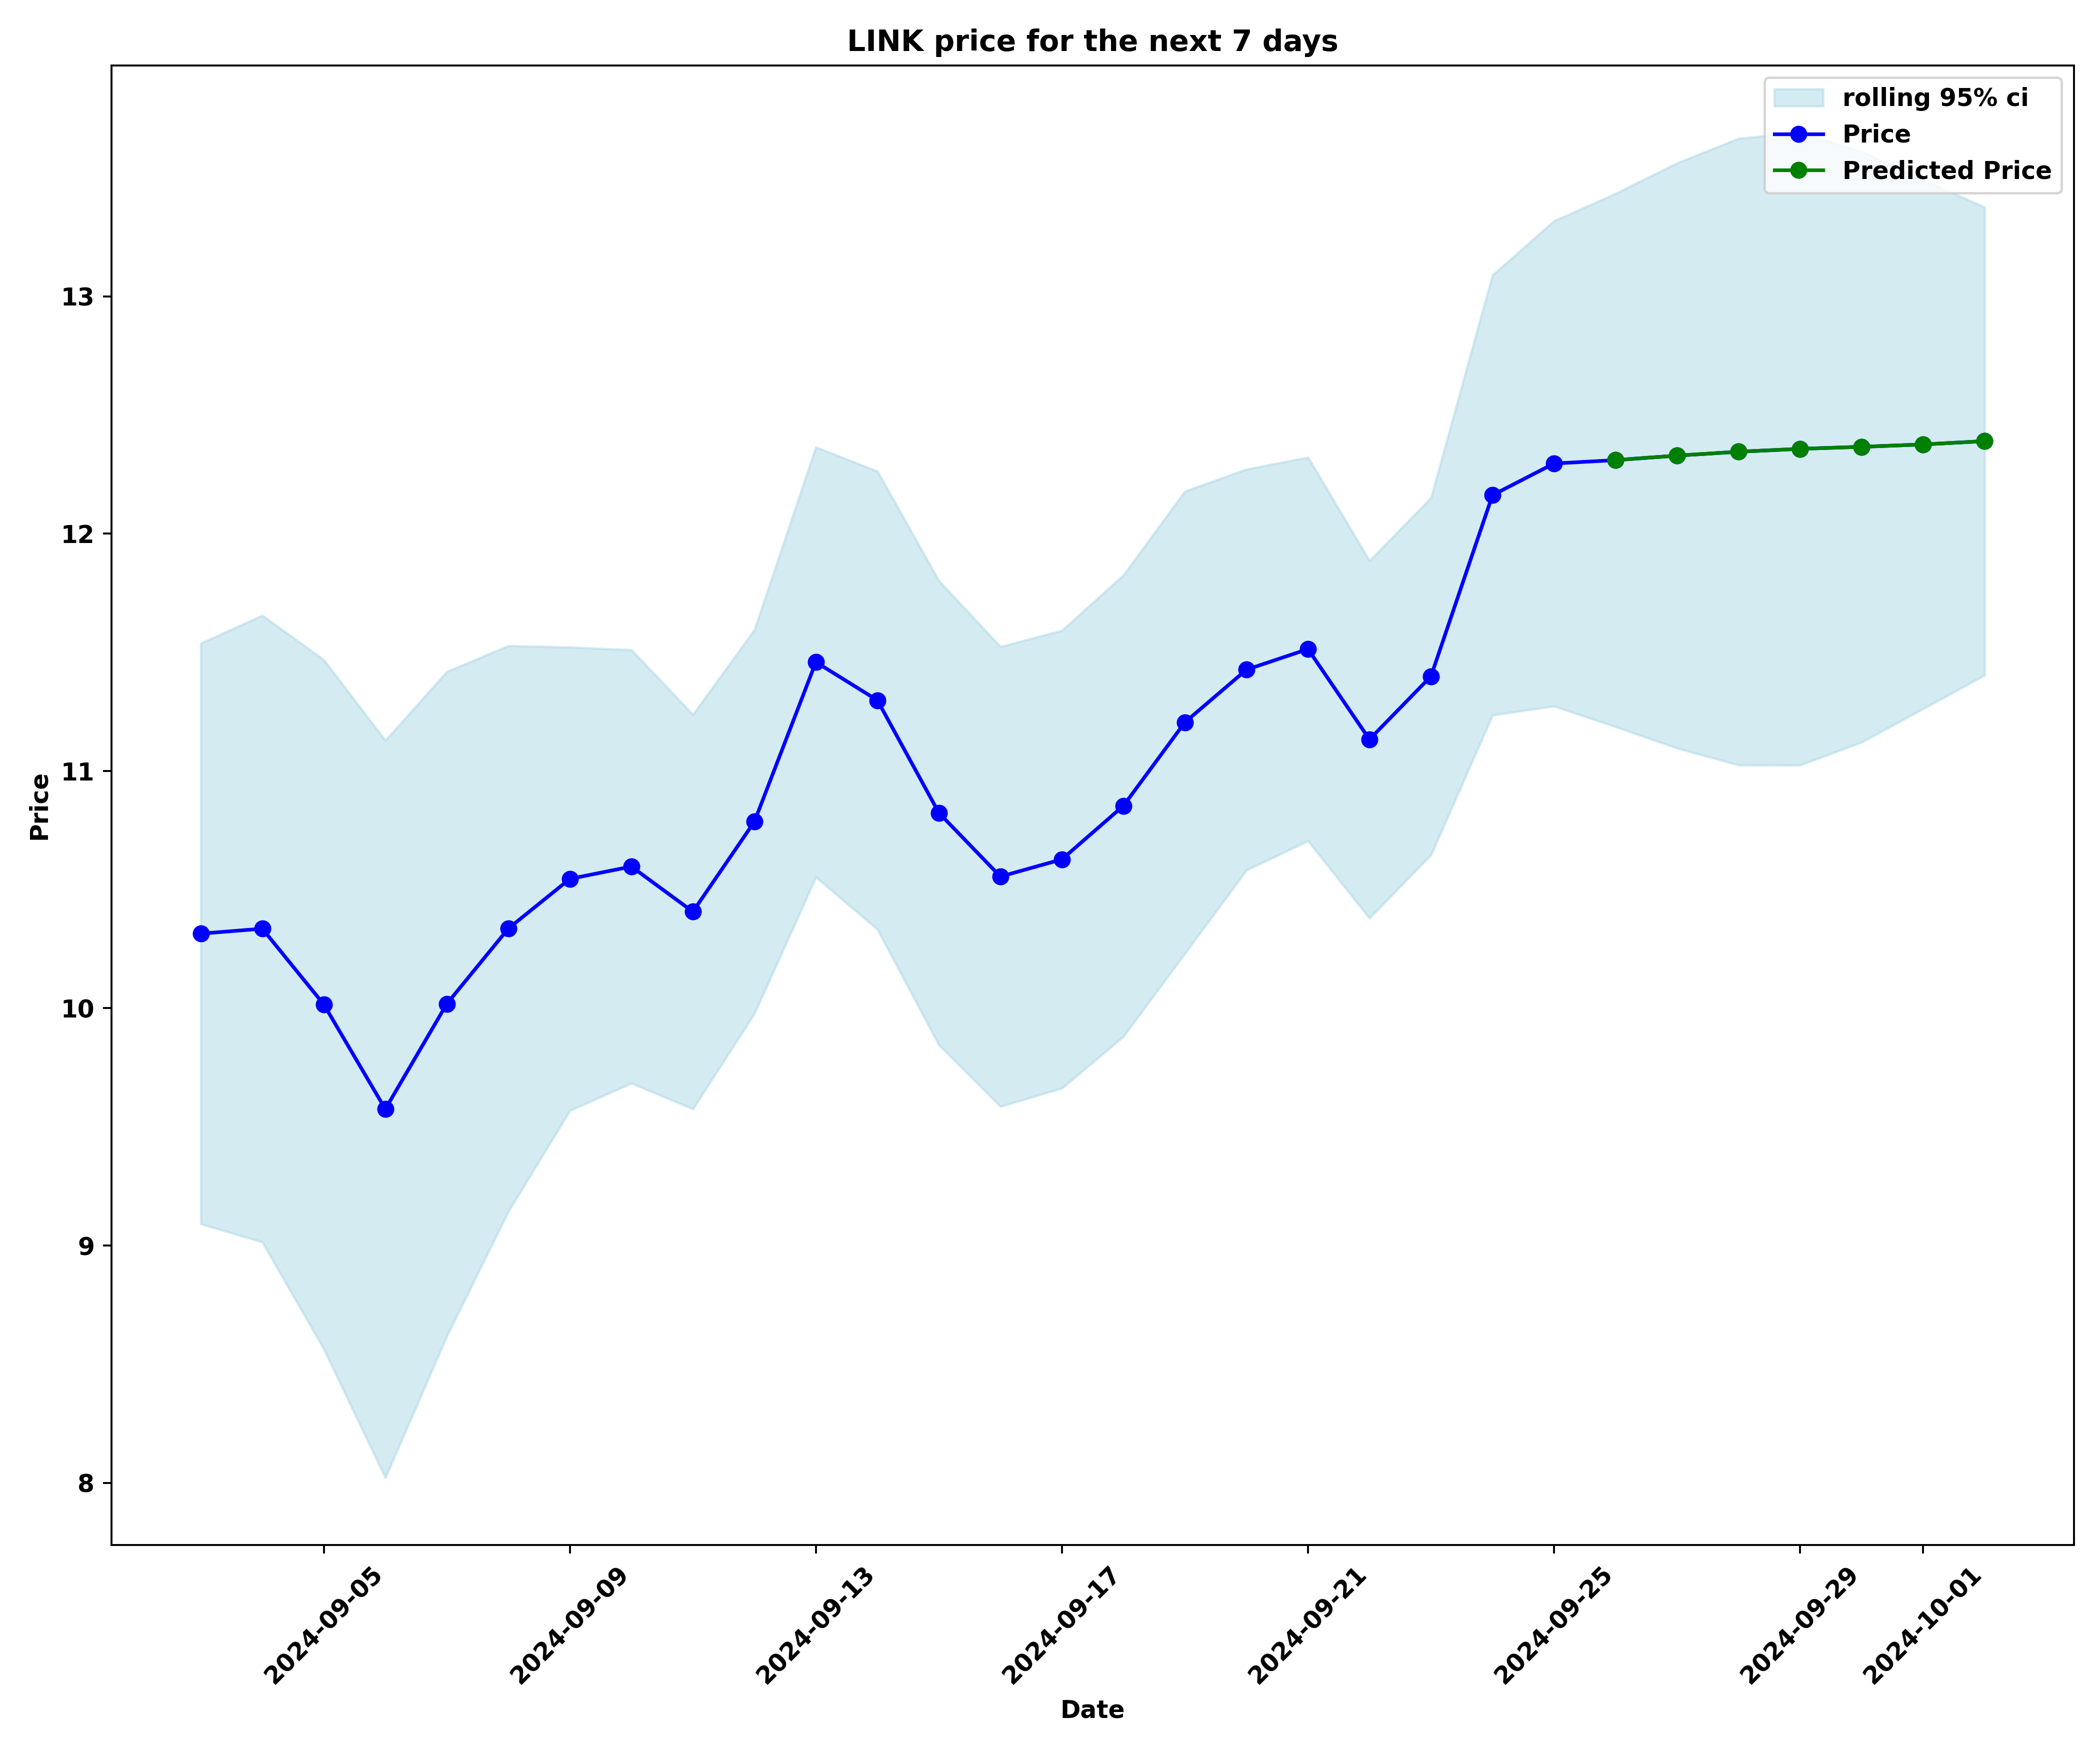 LINK price for the next 7 days
rolling 95% ci
Price
Predicted Price
13
12
11
10
9
8
Price
2024-09-05
2024-09-09
2024-09-13
2024-09-17
2024-09-21
2024-09-25
2024-09-29
2024-10-01
Date